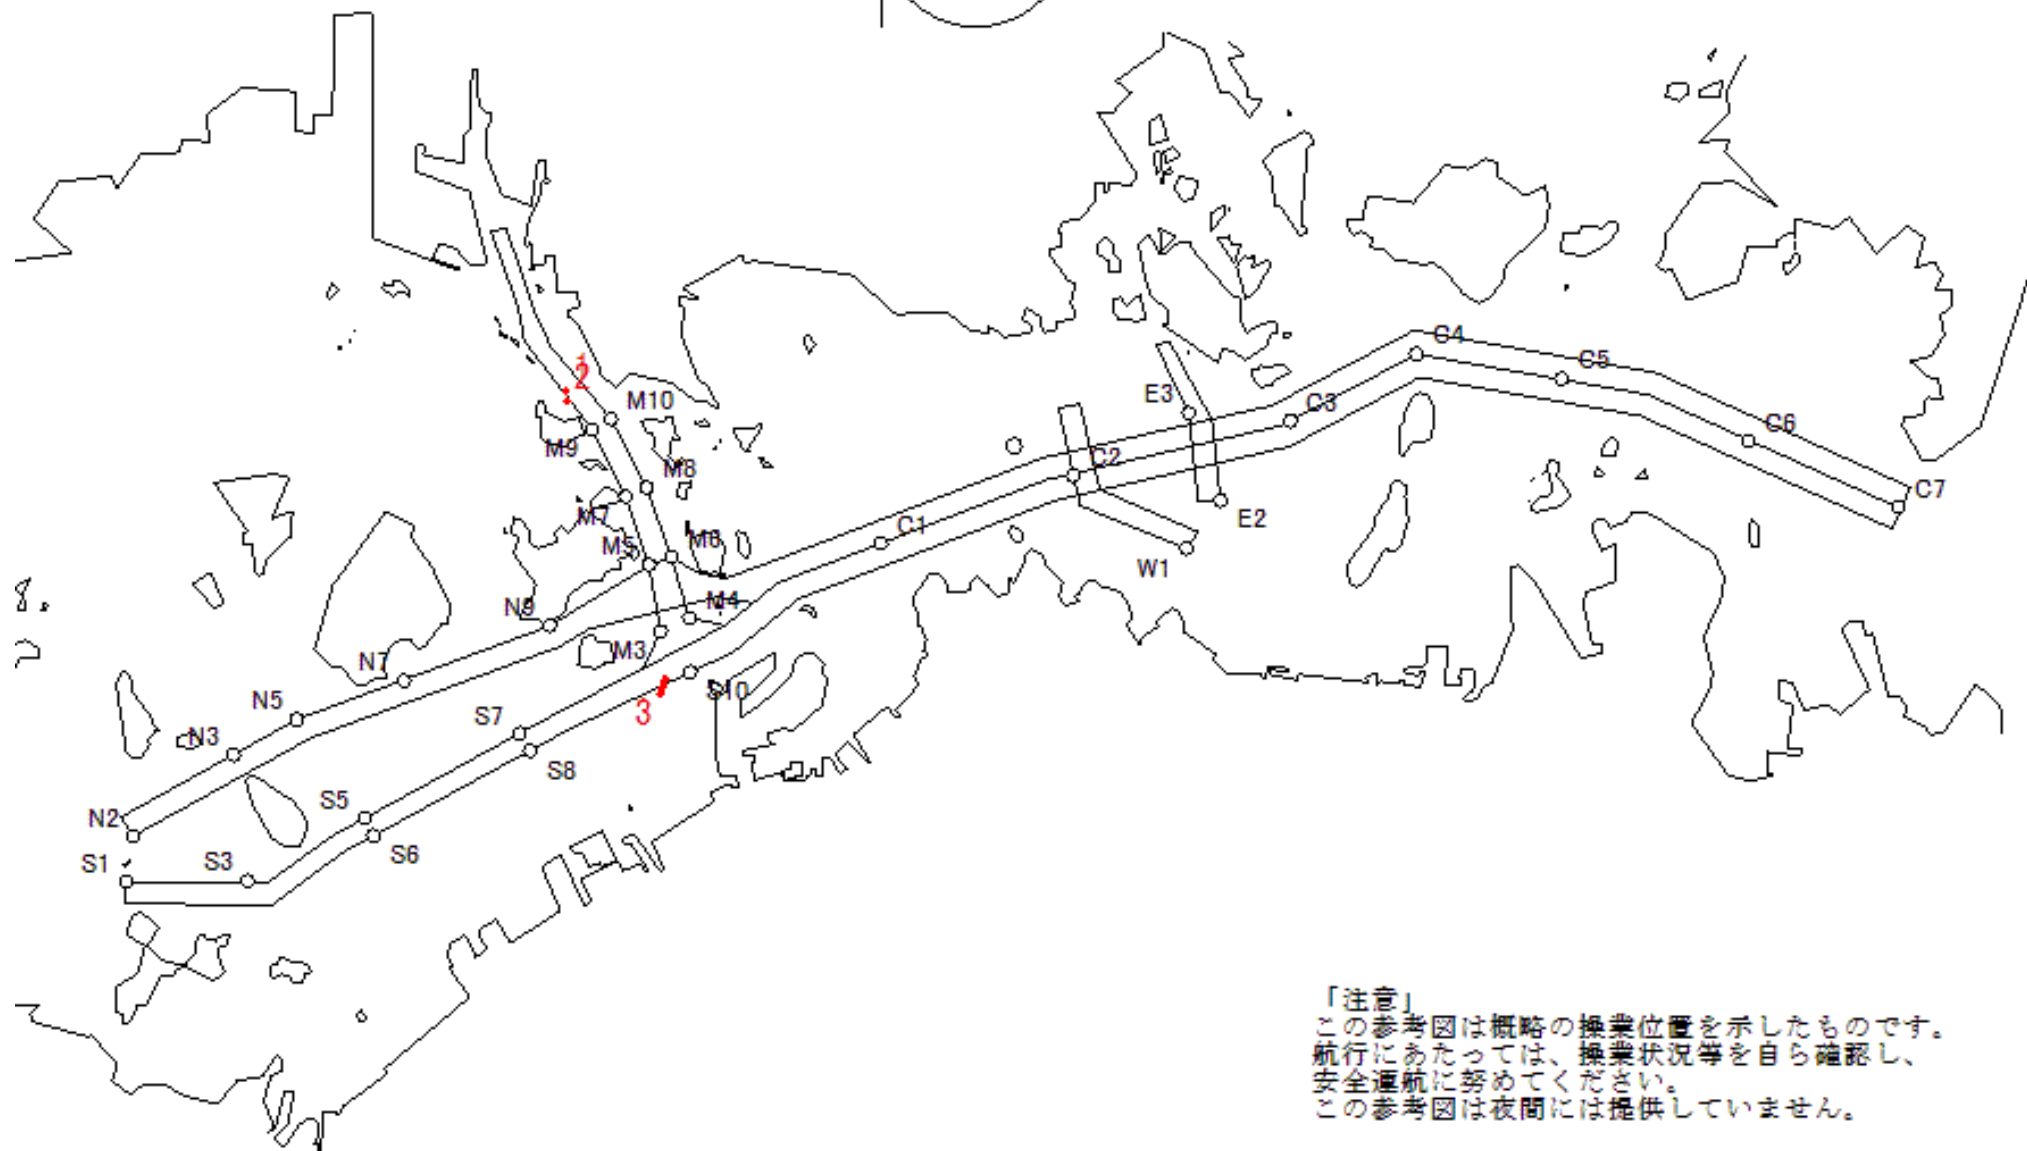 1
2
M10
M9
M8
M7
M5
M6
M4
M3
N9
N7
N5
N3
N2
S1
S3
S5
S6
S7
S8
S10
3
C1
C2
C3
C4
C5
C6
C7
E3
E2
W1
「注意」
この参考図は概略の操業位置を示したものです。
航行にあたっては、操業状況等を自ら確認し、
安全運航に努めてください。
この参考図は夜間には提供していません。